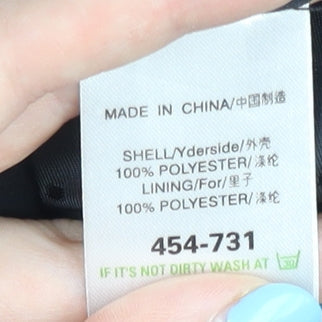 MADE IN CHINA/中国制造
SHELL/Yderside/外壳
100% POLYESTER/涤纶
LINING/For/里子
100% POLYESTER/涤纶
454-731
IF IT'S NOT DIRTY WASH AT 30